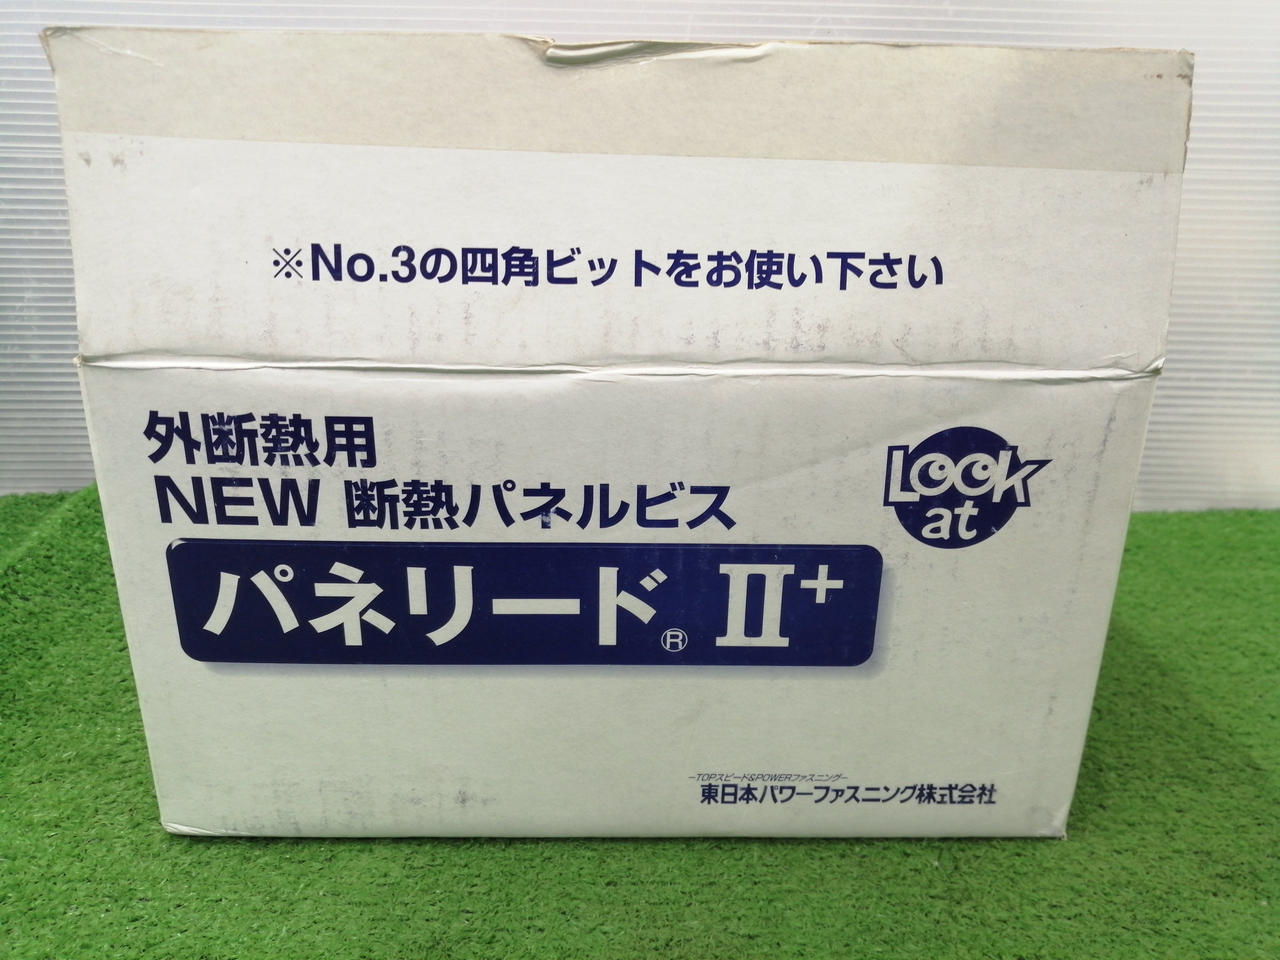 ※No.3の四角ビットをお使い下さい
外断熱用
NEW 断熱パネルビス
Look
at
パネリード® II+
−TOPスピード&POWERファスニング−
東日本パワーファスニング株式会社